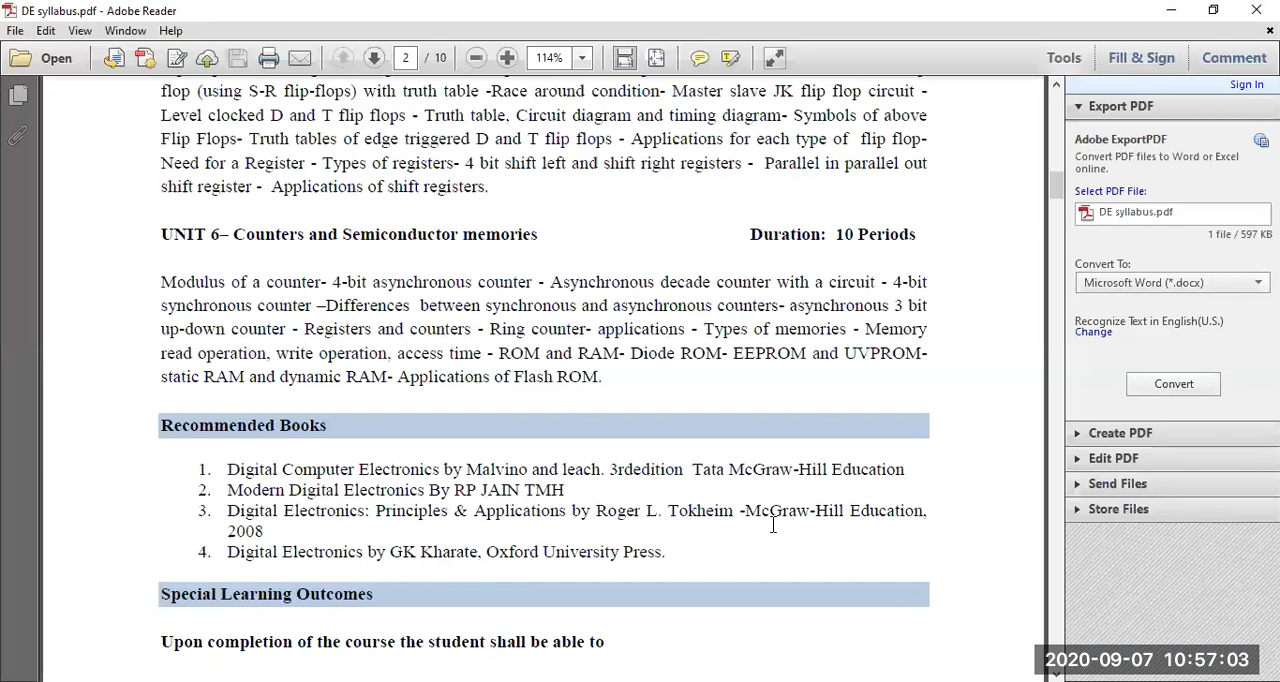 DE syllabus.pdf - Adobe Reader
File Edit View Window Help
Open 2 / 10 114% Tools Fill & Sign Comment
flop (using S-R flip-flops) with truth table -Race around condition- Master slave JK flip flop circuit -
Level clocked D and T flip flops - Truth table, Circuit diagram and timing diagram- Symbols of above
Flip Flops- Truth tables of edge triggered D and T flip flops - Applications for each type of flip flop-
Need for a Register - Types of registers- 4 bit shift left and shift right registers - Parallel in parallel out
shift register - Applications of shift registers.
UNIT 6– Counters and Semiconductor memories Duration: 10 Periods
Modulus of a counter- 4-bit asynchronous counter - Asynchronous decade counter with a circuit - 4-bit
synchronous counter –Differences between synchronous and asynchronous counters- asynchronous 3 bit
up-down counter - Registers and counters - Ring counter- applications - Types of memories - Memory
read operation, write operation, access time - ROM and RAM- Diode ROM- EEPROM and UVPROM-
static RAM and dynamic RAM- Applications of Flash ROM.
Recommended Books
1. Digital Computer Electronics by Malvino and leach. 3rdedition Tata McGraw-Hill Education
2. Modern Digital Electronics By RP JAIN TMH
3. Digital Electronics: Principles & Applications by Roger L. Tokheim -McGraw-Hill Education,
2008
4. Digital Electronics by GK Kharate, Oxford University Press.
Special Learning Outcomes
Upon completion of the course the student shall be able to
Sign In
Export PDF
Adobe ExportPDF
Convert PDF files to Word or Excel
online.
Select PDF File:
DE syllabus.pdf
1 file / 597 KB
Convert To:
Microsoft Word (*.docx)
Recognize Text in English(U.S.)
Change
Convert
Create PDF
Edit PDF
Send Files
Store Files
2020-09-07 10:57:03